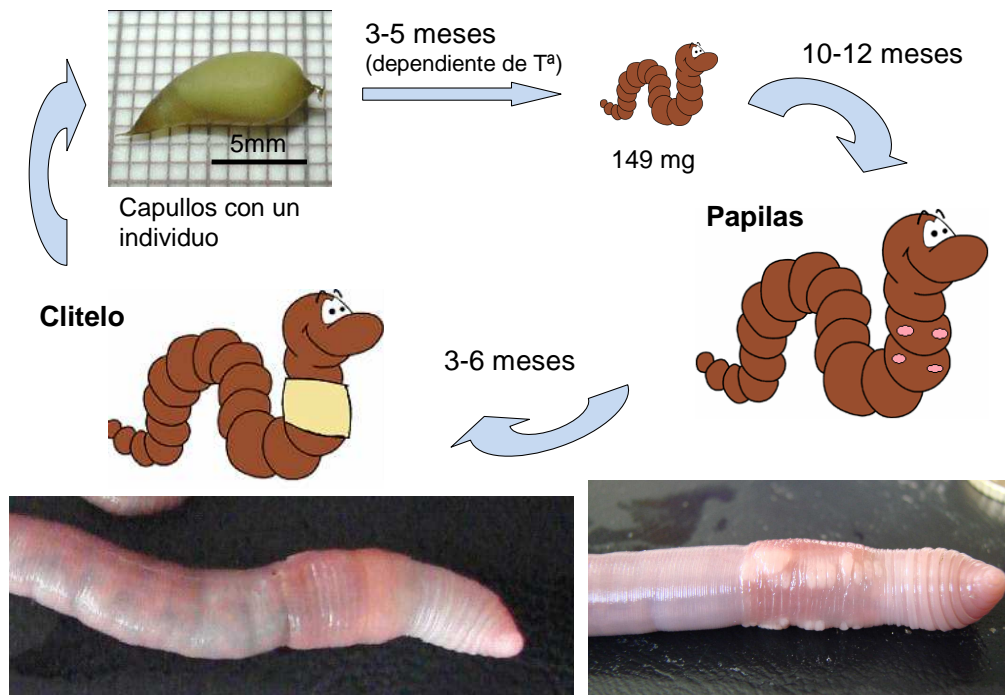 3-5 meses
(dependiente de Tª)
10-12 meses
5mm
149 mg
Capullos con un
individuo
Papilas
Clitelo
3-6 meses